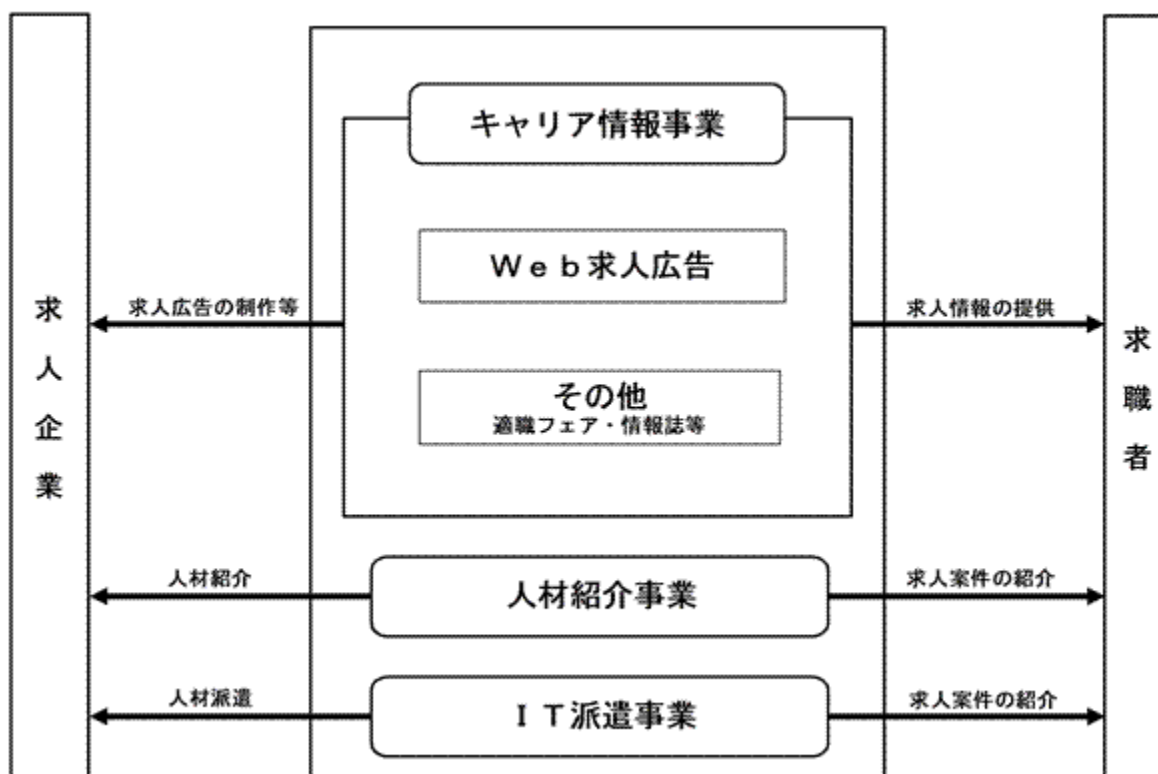 キャリア情報事業
Ｗｅｂ求人広告
その他
適職フェア・情報誌等
求人企業
求人広告の制作等
求人情報の提供
求職者
人材紹介
人材紹介事業
求人案件の紹介
人材派遣
ＩＴ派遣事業
求人案件の紹介